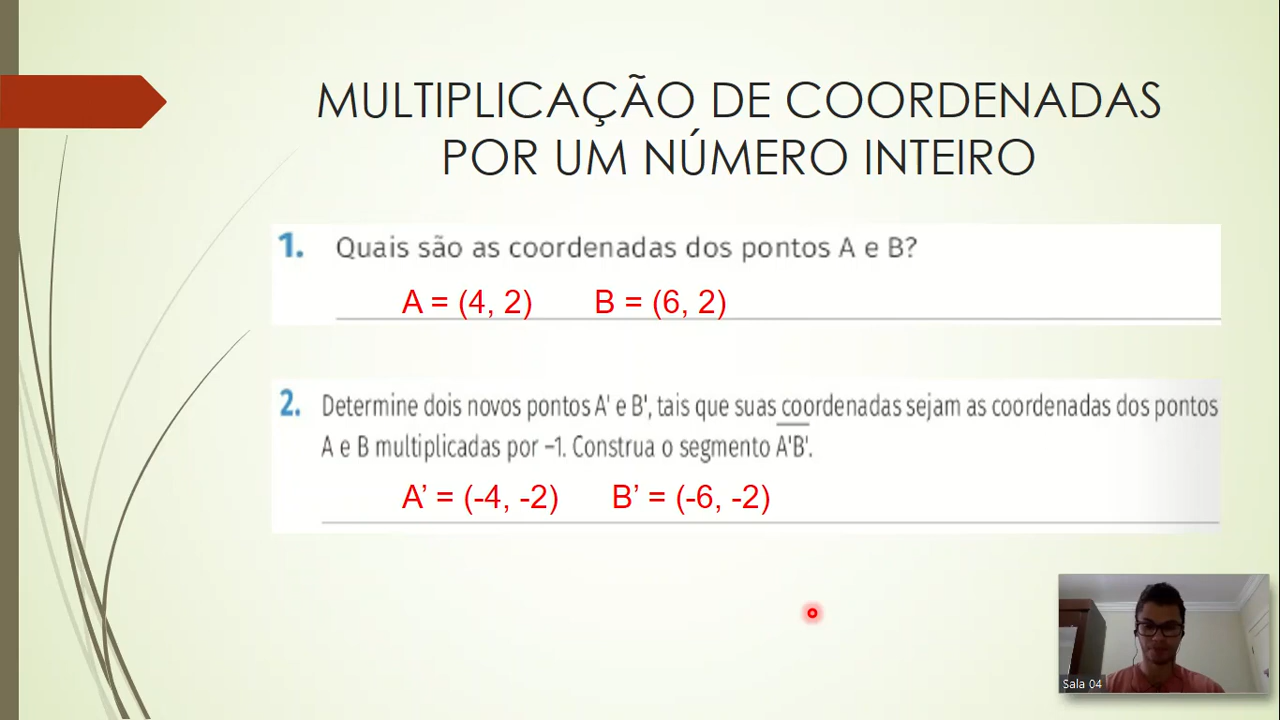 MULTIPLICAÇÃO DE COORDENADAS
POR UM NÚMERO INTEIRO
1. Quais são as coordenadas dos pontos A e B?
A = (4, 2) B = (6, 2)
2. Determine dois novos pontos A' e B', tais que suas coordenadas sejam as coordenadas dos pontos
A e B multiplicadas por –1. Construa o segmento A'B'.
A’ = (-4, -2) B’ = (-6, -2)
Sala 04